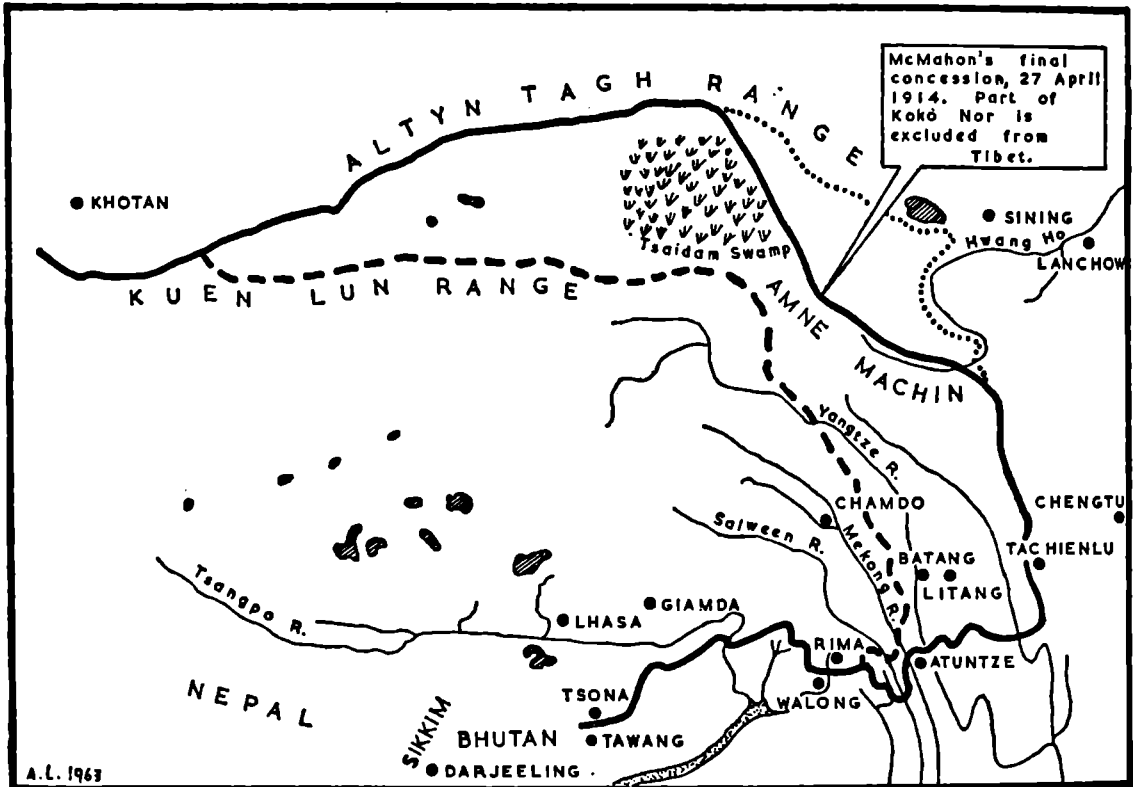 McMahon's final
concession, 27 April
1914. Part of
Kokò Nor is
excluded from
Tibet.
ALTYN TAGH RANGE
KHOTAN
SINING
Hwang Ho
LANCHOW
Tsaidam Swamp
KUEN LUN RANGE
AMNE
MACHIN
Yangtze R.
CHAMDO
CHENGTU
Salween R.
Mekong R.
BATANG
TACHIENLU
LITANG
Tsangpo R.
GIAMDA
LHASA
RIMA
ATUNTZE
NEPAL
TSONA
WALONG
SIKKIM
BHUTAN
TAWANG
DARJEELING.
A.L. 1963